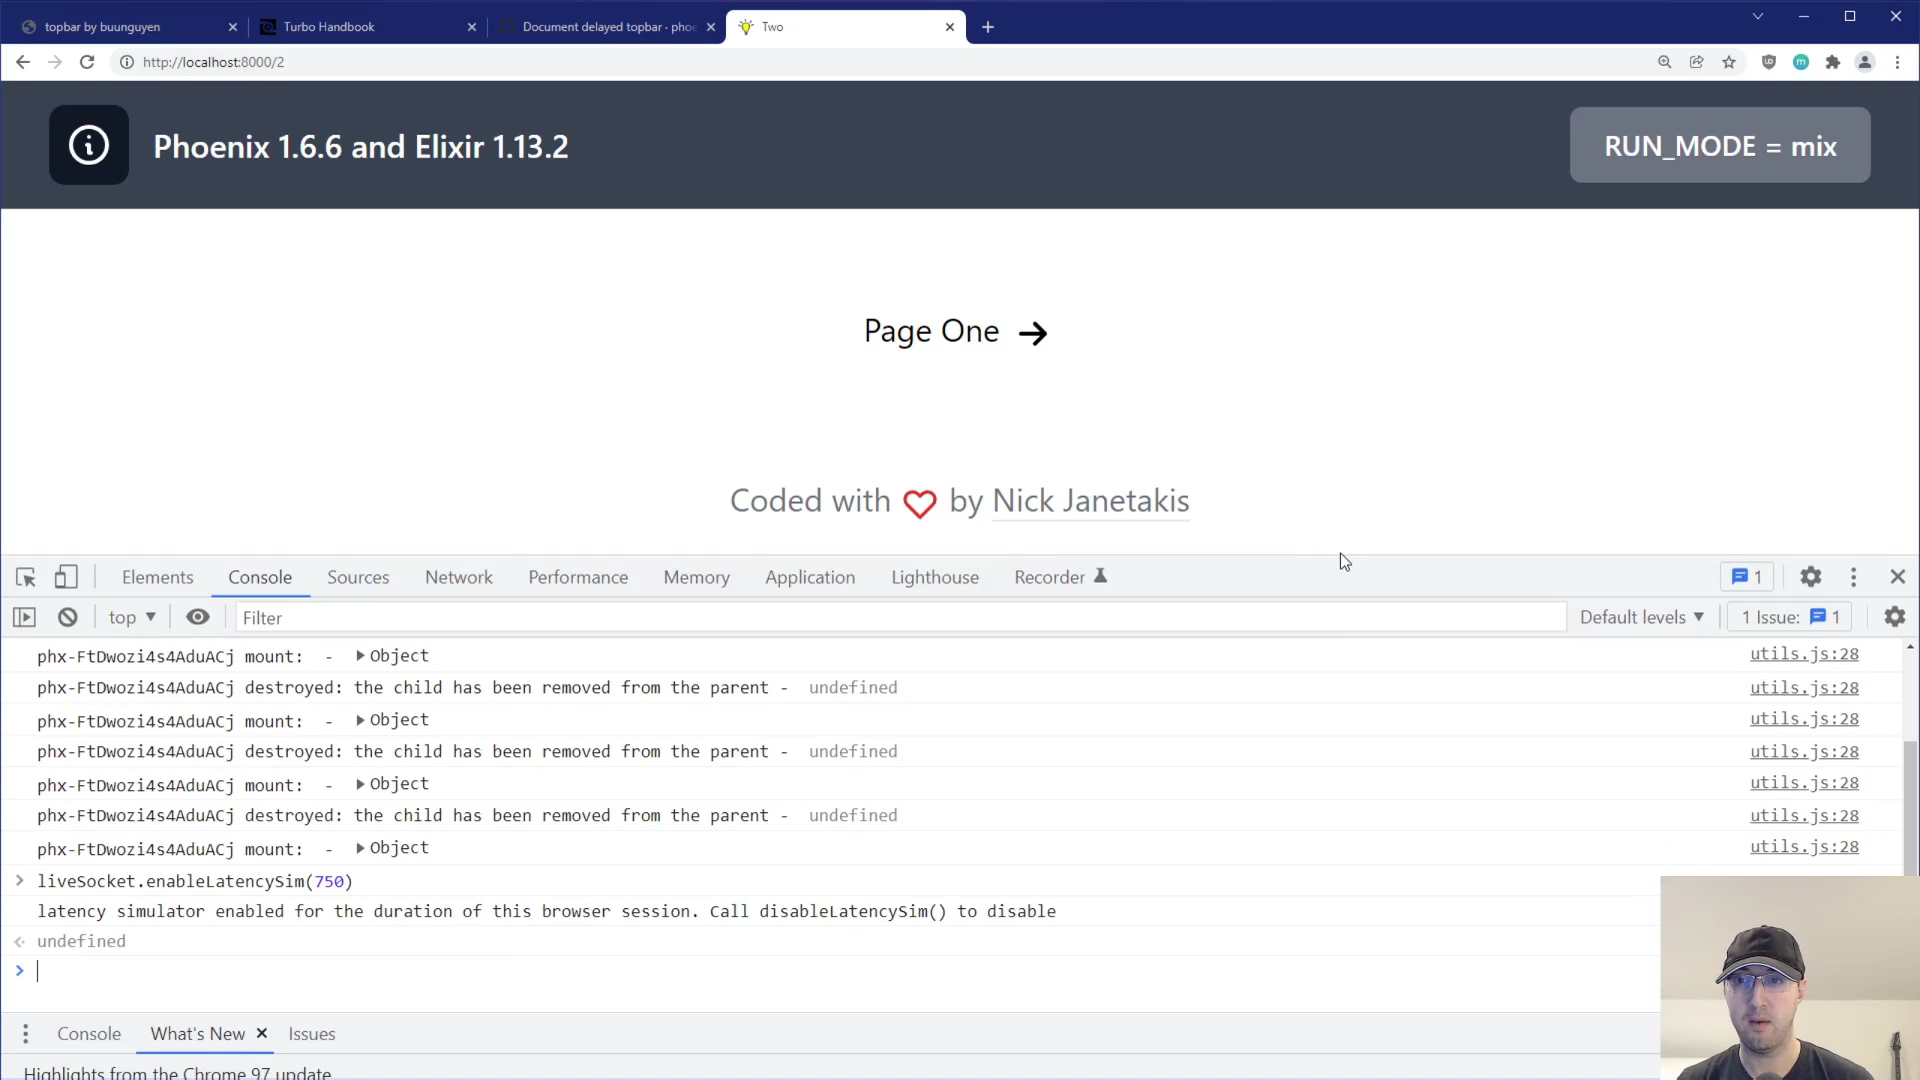 topbar by buunguyen
Turbo Handbook
Document delayed topbar · phoe
Two
http://localhost:8000/2
Phoenix 1.6.6 and Elixir 1.13.2
RUN_MODE = mix
Page One
Coded with by Nick Janetakis
Elements Console Sources Network Performance Memory Application Lighthouse Recorder 1
top Filter Default levels 1 Issue: 1
phx-FtDwozi4s4AduACj mount: - Object utils.js:28
phx-FtDwozi4s4AduACj destroyed: the child has been removed from the parent - undefined utils.js:28
phx-FtDwozi4s4AduACj mount: - Object utils.js:28
phx-FtDwozi4s4AduACj destroyed: the child has been removed from the parent - undefined utils.js:28
phx-FtDwozi4s4AduACj mount: - Object utils.js:28
phx-FtDwozi4s4AduACj destroyed: the child has been removed from the parent - undefined utils.js:28
phx-FtDwozi4s4AduACj mount: - Object utils.js:28
liveSocket.enableLatencySim(750)
latency simulator enabled for the duration of this browser session. Call disableLatencySim() to disable
undefined
Console What's New Issues
Highlights from the Chrome 97 update